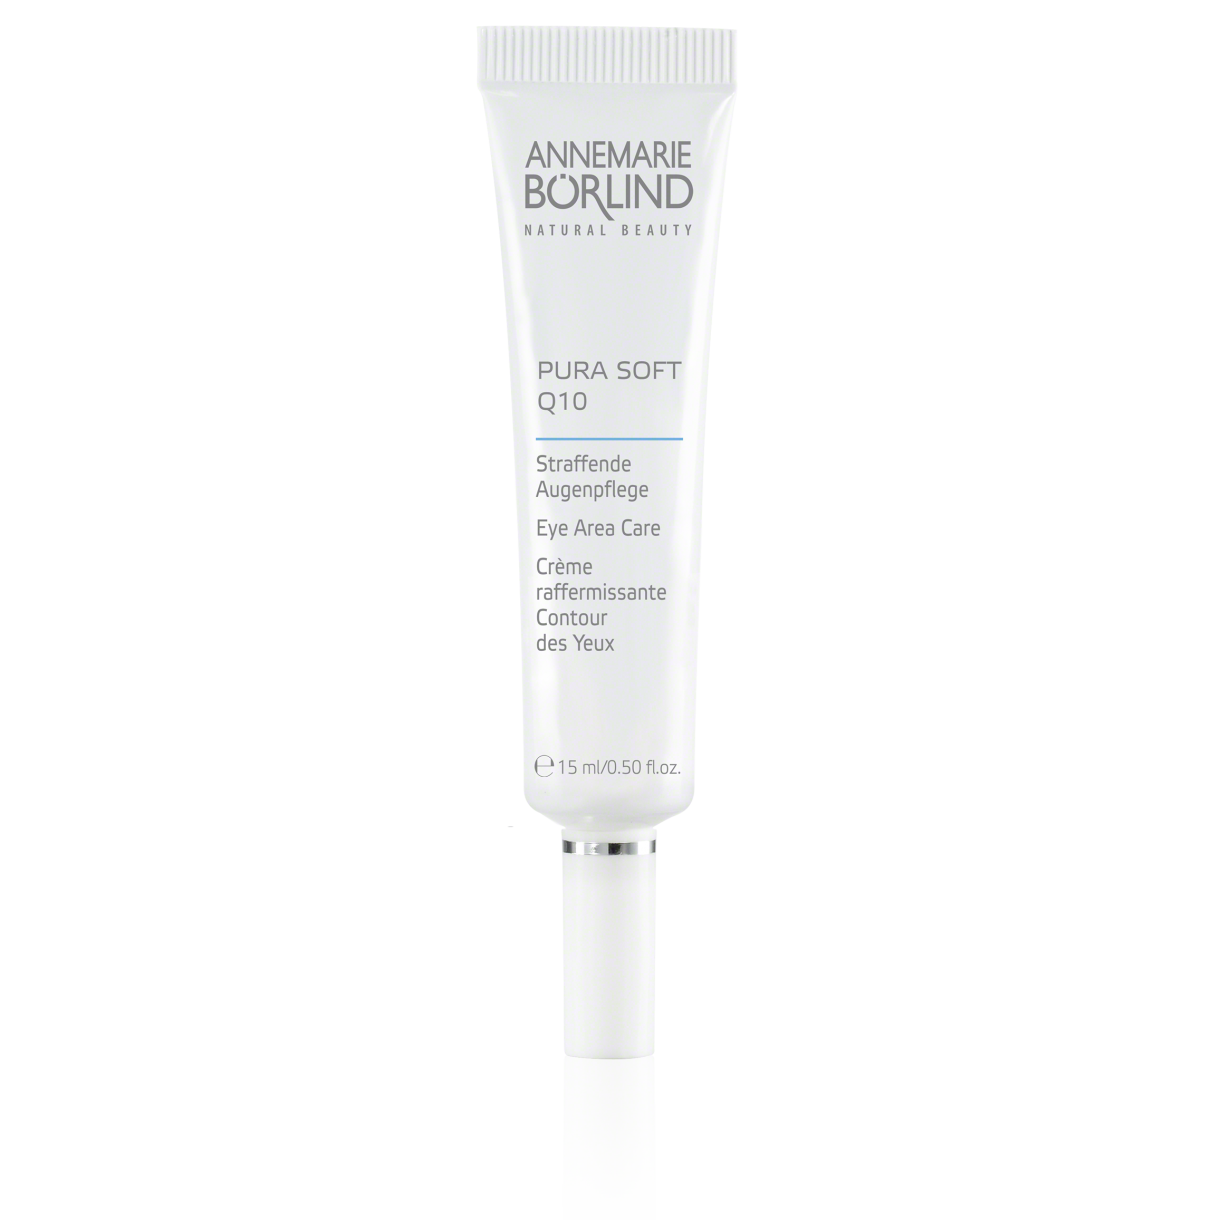 ANNEMARIE
BÖRLIND
NATURAL BEAUTY
PURA SOFT
Q10
Straffende
Augenpflege
Eye Area Care
Crème
raffermissante
Contour
des Yeux
℮ 15 ml/0.50 fl.oz.